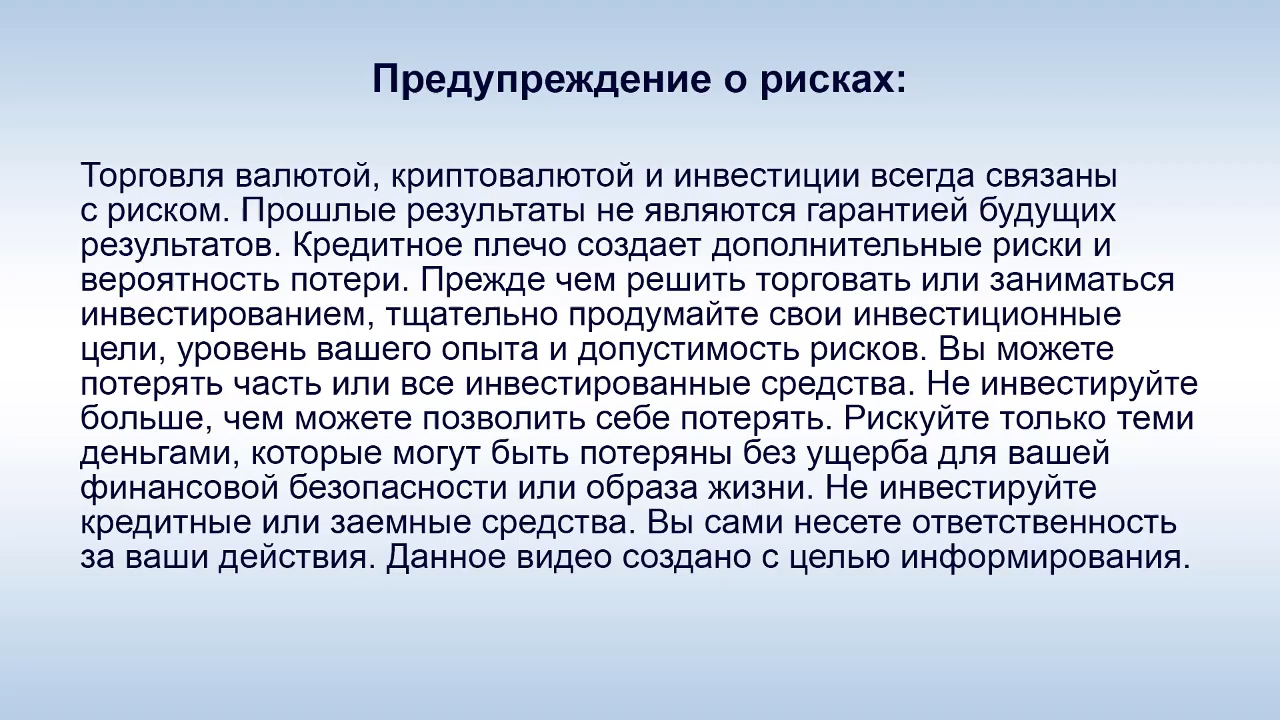 Предупреждение о рисках:
Торговля валютой, криптовалютой и инвестиции всегда связаны
с риском. Прошлые результаты не являются гарантией будущих
результатов. Кредитное плечо создает дополнительные риски и
вероятность потери. Прежде чем решить торговать или заниматься
инвестированием, тщательно продумайте свои инвестиционные
цели, уровень вашего опыта и допустимость рисков. Вы можете
потерять часть или все инвестированные средства. Не инвестируйте
больше, чем можете позволить себе потерять. Рискуйте только теми
деньгами, которые могут быть потеряны без ущерба для вашей
финансовой безопасности или образа жизни. Не инвестируйте
кредитные или заемные средства. Вы сами несете ответственность
за ваши действия. Данное видео создано с целью информирования.